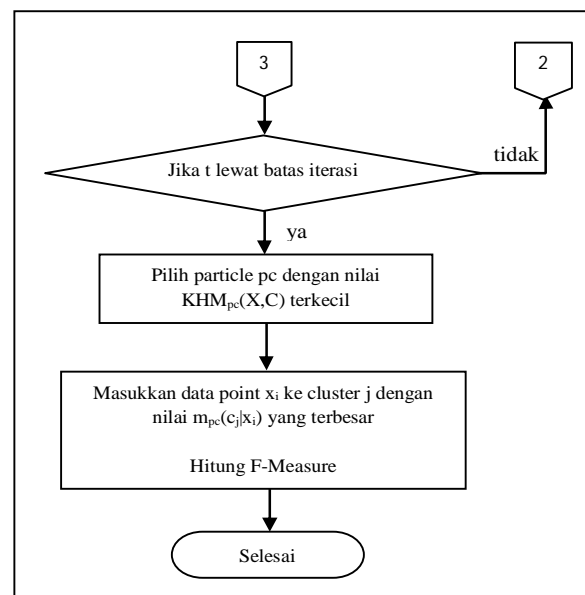 3
2
Jika t lewat batas iterasi
tidak
ya
Pilih particle pc dengan nilai
KHMpc(X,C) terkecil
Masukkan data point xi ke cluster j dengan
nilai mpc(cj|xi) yang terbesar
Hitung F-Measure
Selesai